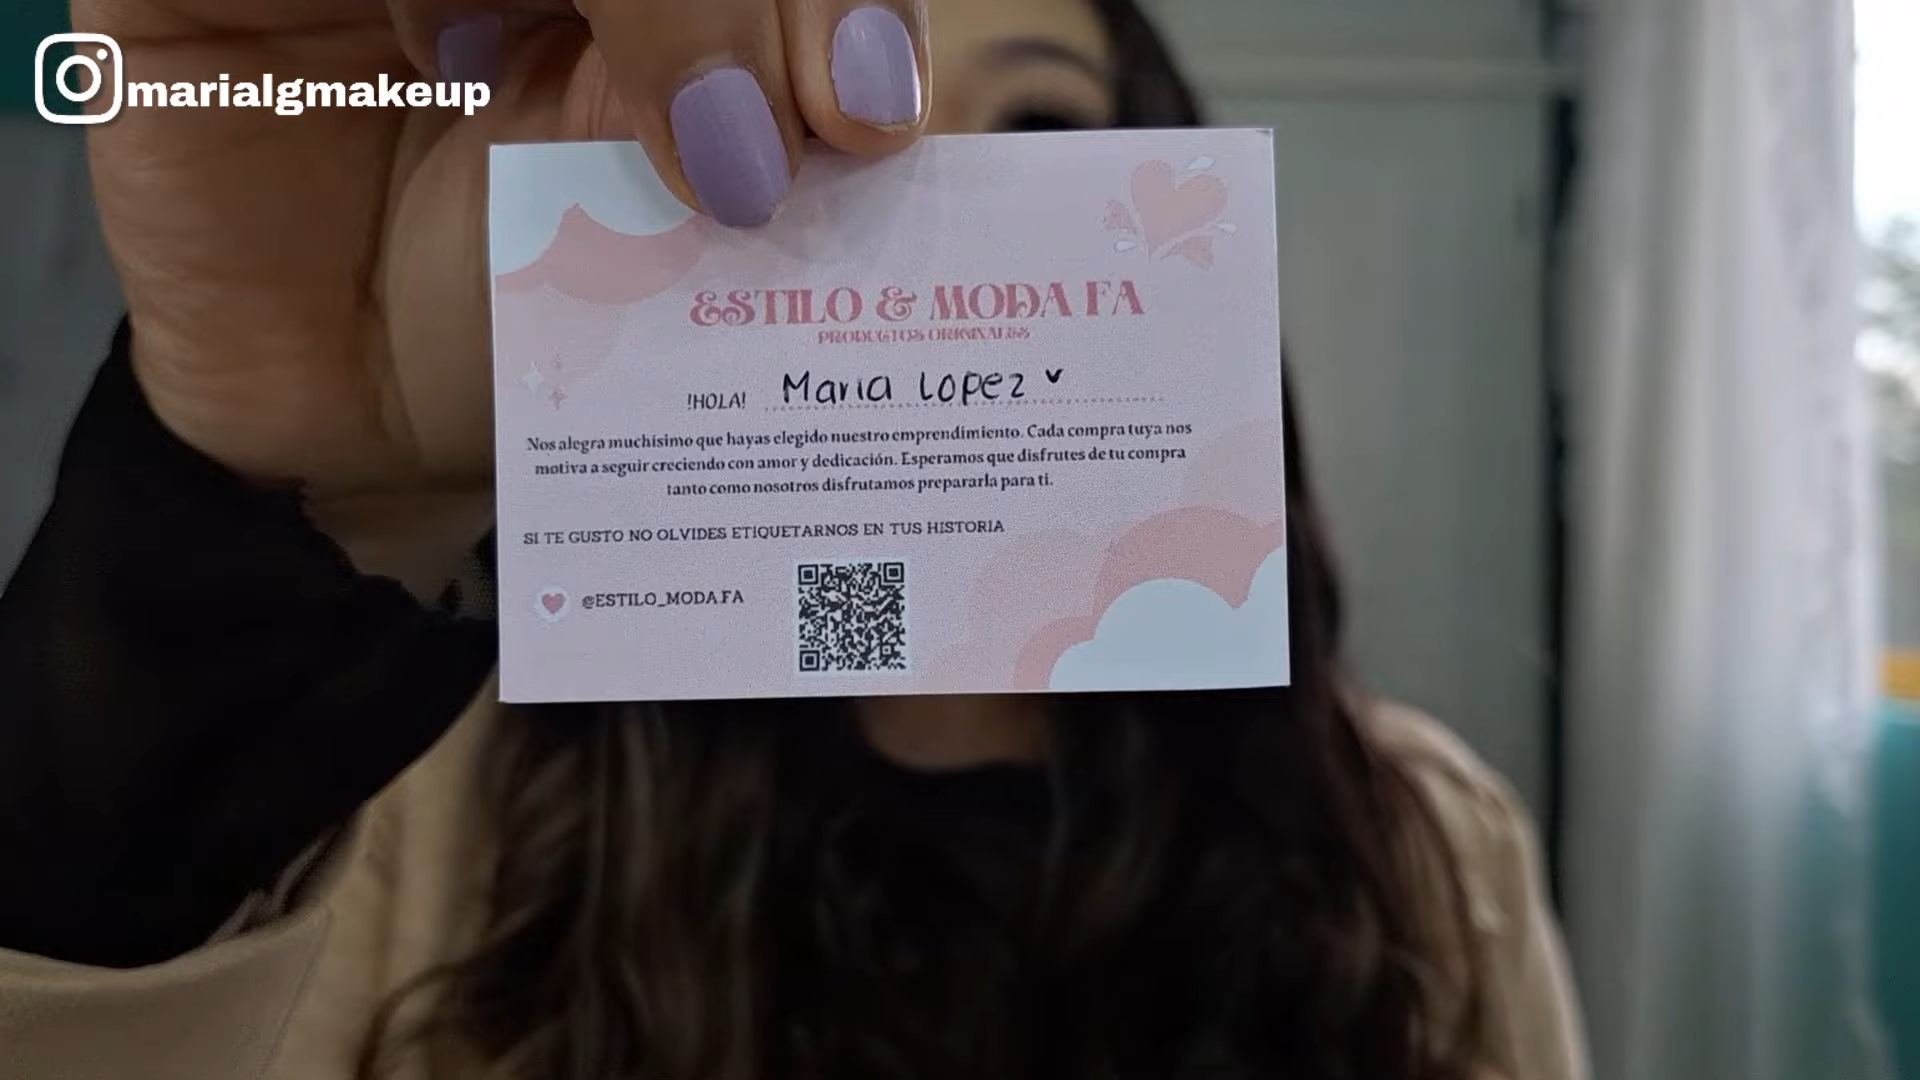 marialgmakeup
ESTILO & MODA FA
PRODUCTOS ORIGINALES
!HOLA! Maria Lopez
Nos alegra muchísimo que hayas elegido nuestro emprendimiento. Cada compra tuya nos
motiva a seguir creciendo con amor y dedicación. Esperamos que disfrutes de tu compra
tanto como nosotros disfrutamos prepararla para ti.
SI TE GUSTO NO OLVIDES ETIQUETARNOS EN TUS HISTORIA
@ESTILO_MODA.FA